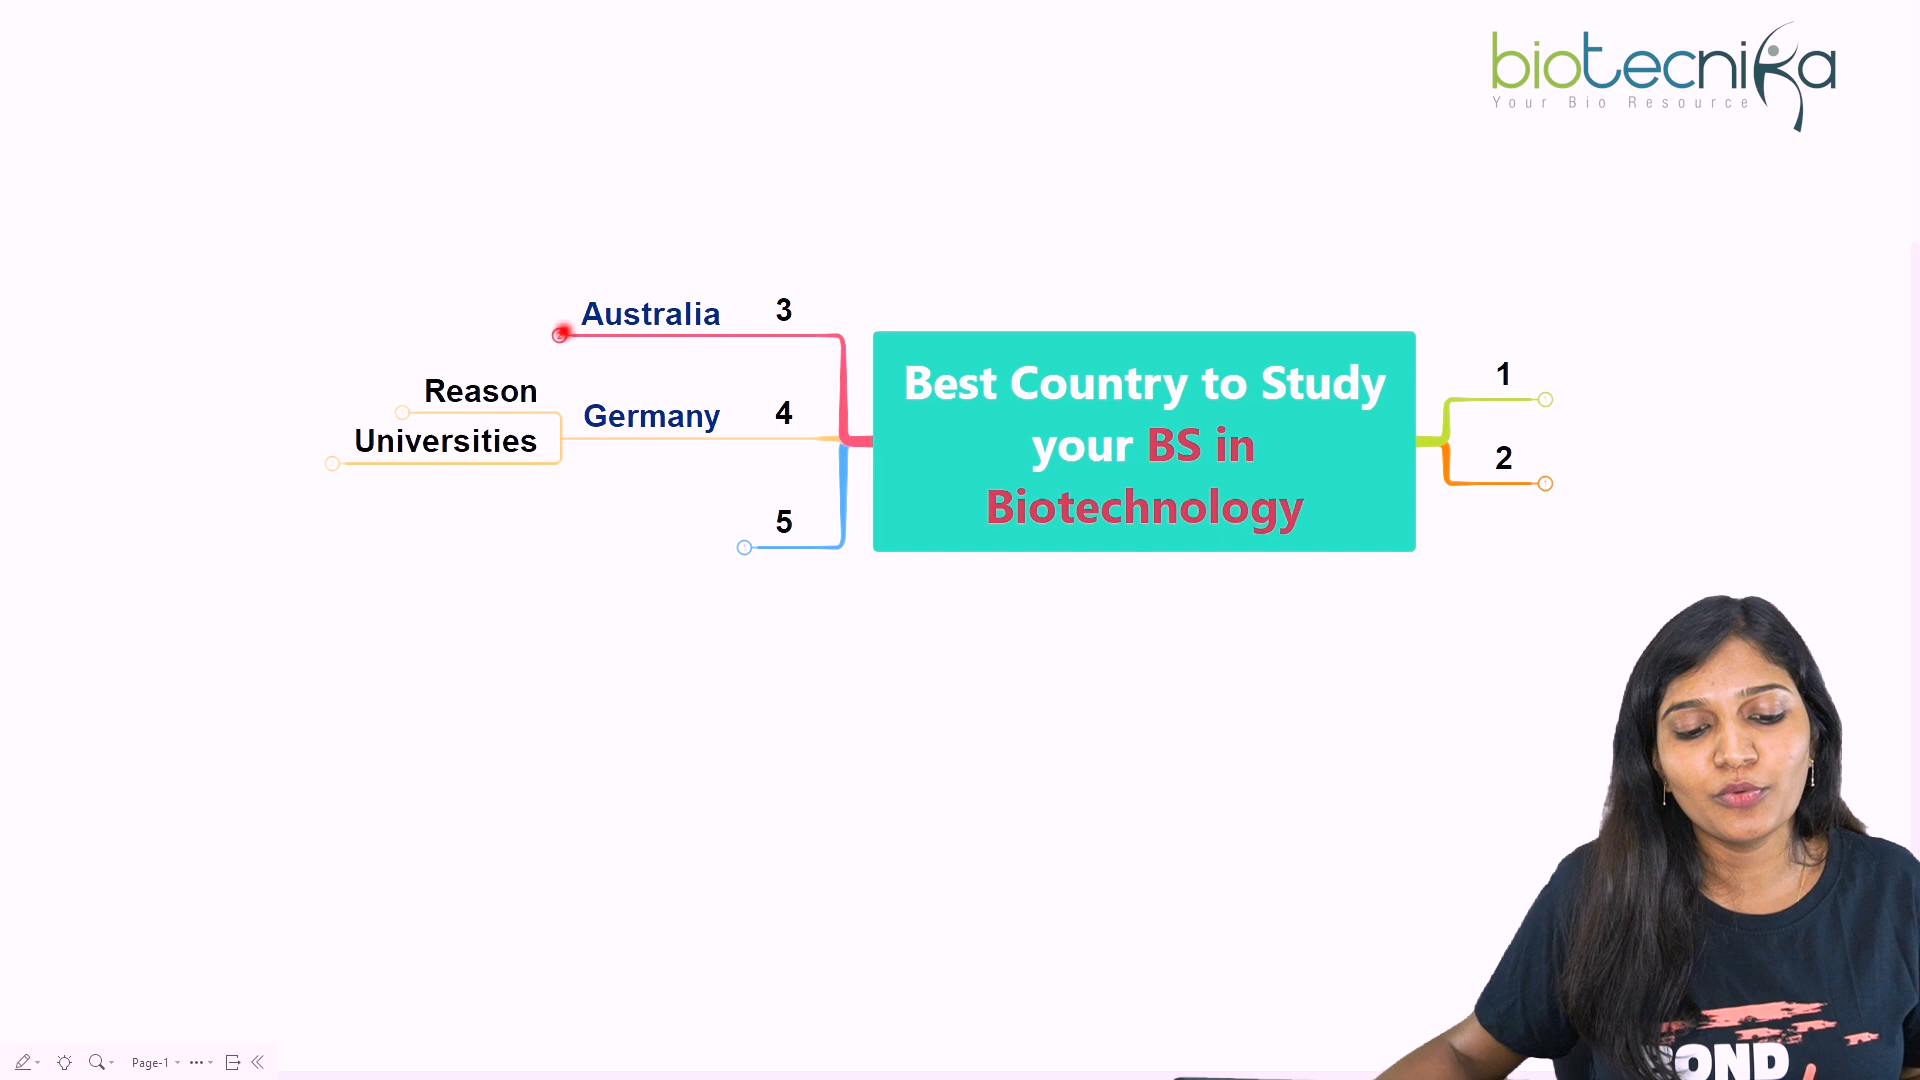 biotecnika
Your Bio Resource
Australia 3
Reason
Germany 4
Universities
5
Best Country to Study
your BS in
Biotechnology
1
2
Page-1
OND